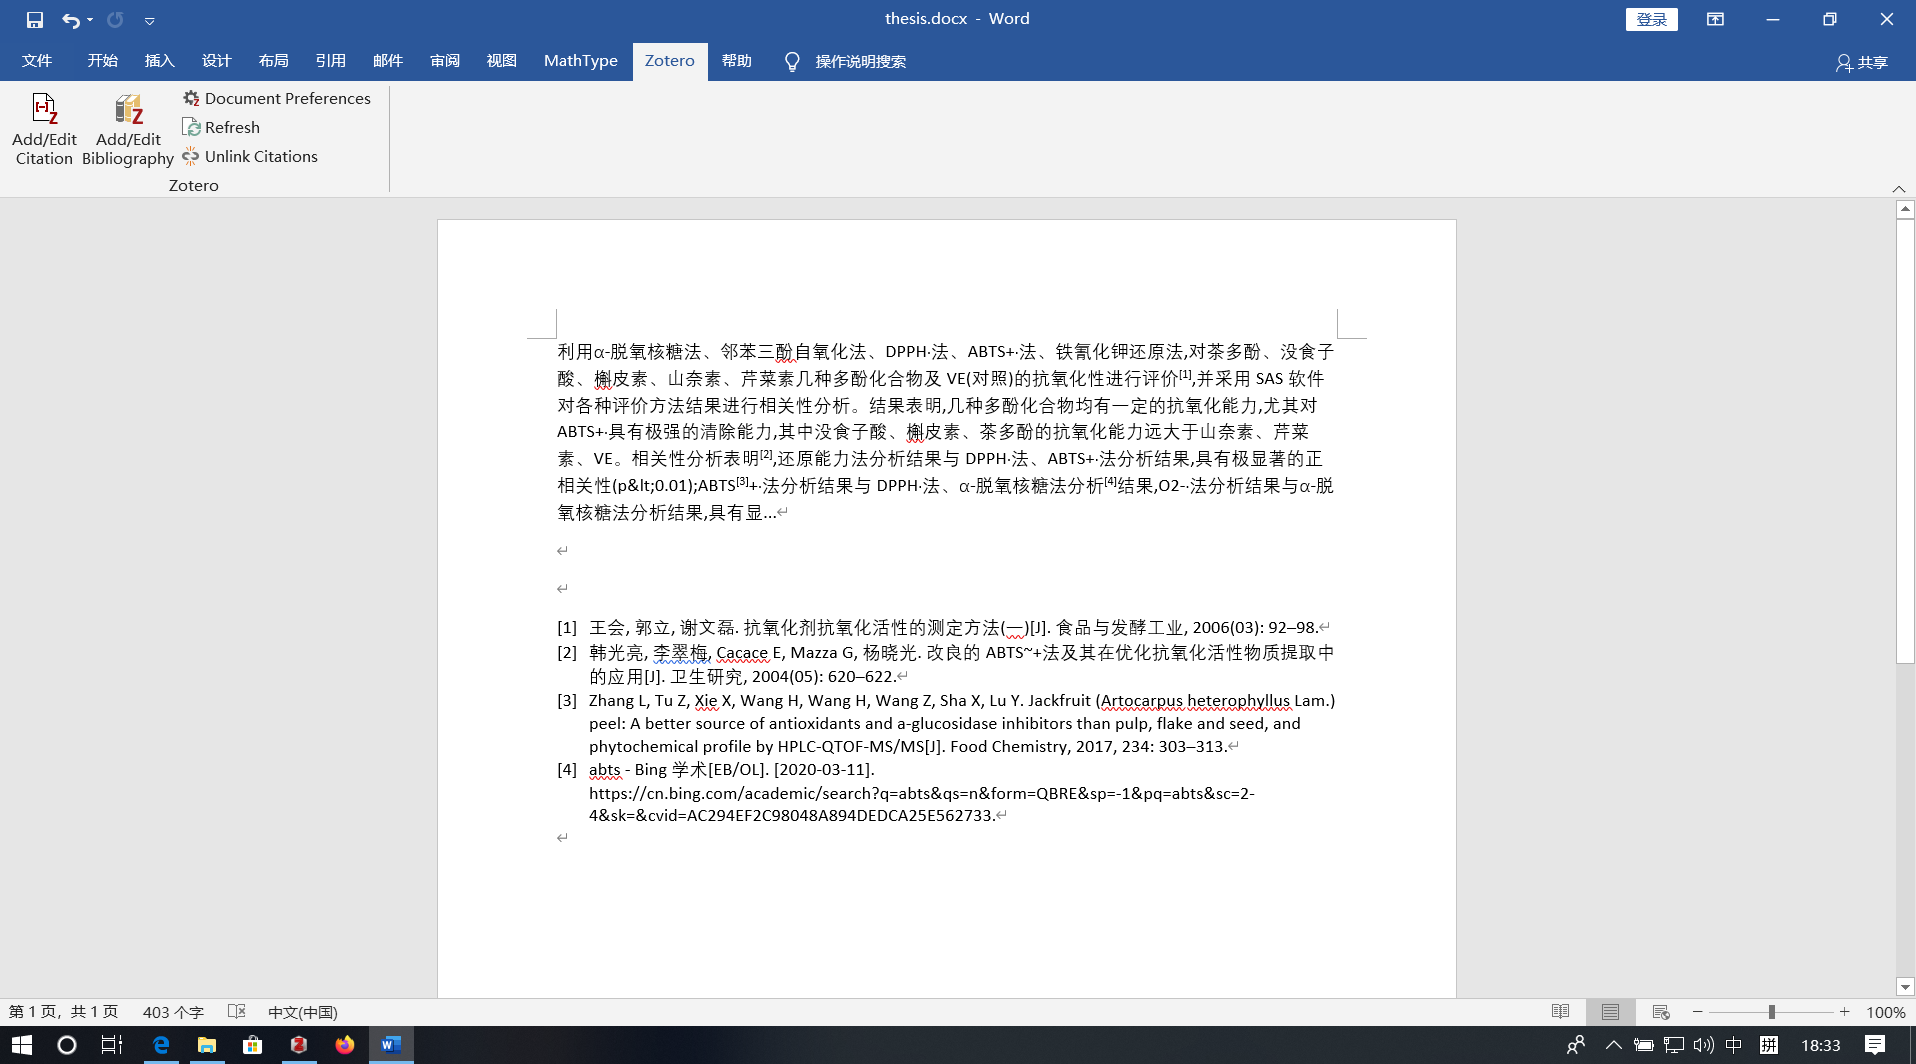 thesis.docx - Word
登录
文件 开始 插入 设计 布局 引用 邮件 审阅 视图 MathType Zotero 帮助 操作说明搜索 共享
Add/Edit Citation
Add/Edit Bibliography
Document Preferences
Refresh
Unlink Citations
Zotero
利用α-脱氧核糖法、邻苯三酚自氧化法、DPPH·法、ABTS+·法、铁氰化钾还原法,对茶多酚、没食子
酸、槲皮素、山奈素、芹菜素几种多酚化合物及 VE(对照)的抗氧化性进行评价[1],并采用 SAS 软件
对各种评价方法结果进行相关性分析。结果表明,几种多酚化合物均有一定的抗氧化能力,尤其对
ABTS+·具有极强的清除能力,其中没食子酸、槲皮素、茶多酚的抗氧化能力远大于山奈素、芹菜
素、VE。相关性分析表明[2],还原能力法分析结果与 DPPH·法、ABTS+·法分析结果,具有极显著的正
相关性(p&lt;0.01);ABTS[3]+·法分析结果与 DPPH·法、α-脱氧核糖法分析[4]结果,O2-·法分析结果与α-脱
氧核糖法分析结果,具有显...
[1] 王会, 郭立, 谢文磊. 抗氧化剂抗氧化活性的测定方法(一)[J]. 食品与发酵工业, 2006(03): 92–98.
[2] 韩光亮, 李翠梅, Cacace E, Mazza G, 杨晓光. 改良的 ABTS~+法及其在优化抗氧化活性物质提取中
的应用[J]. 卫生研究, 2004(05): 620–622.
[3] Zhang L, Tu Z, Xie X, Wang H, Wang H, Wang Z, Sha X, Lu Y. Jackfruit (Artocarpus heterophyllus Lam.)
peel: A better source of antioxidants and a-glucosidase inhibitors than pulp, flake and seed, and
phytochemical profile by HPLC-QTOF-MS/MS[J]. Food Chemistry, 2017, 234: 303–313.
[4] abts - Bing 学术[EB/OL]. [2020-03-11].
https://cn.bing.com/academic/search?q=abts&qs=n&form=QBRE&sp=-1&pq=abts&sc=2-
4&sk=&cvid=AC294EF2C98048A894DEDCA25E562733.
第 1 页，共 1 页 403 个字 中文(中国) 100%
中 拼 18:33